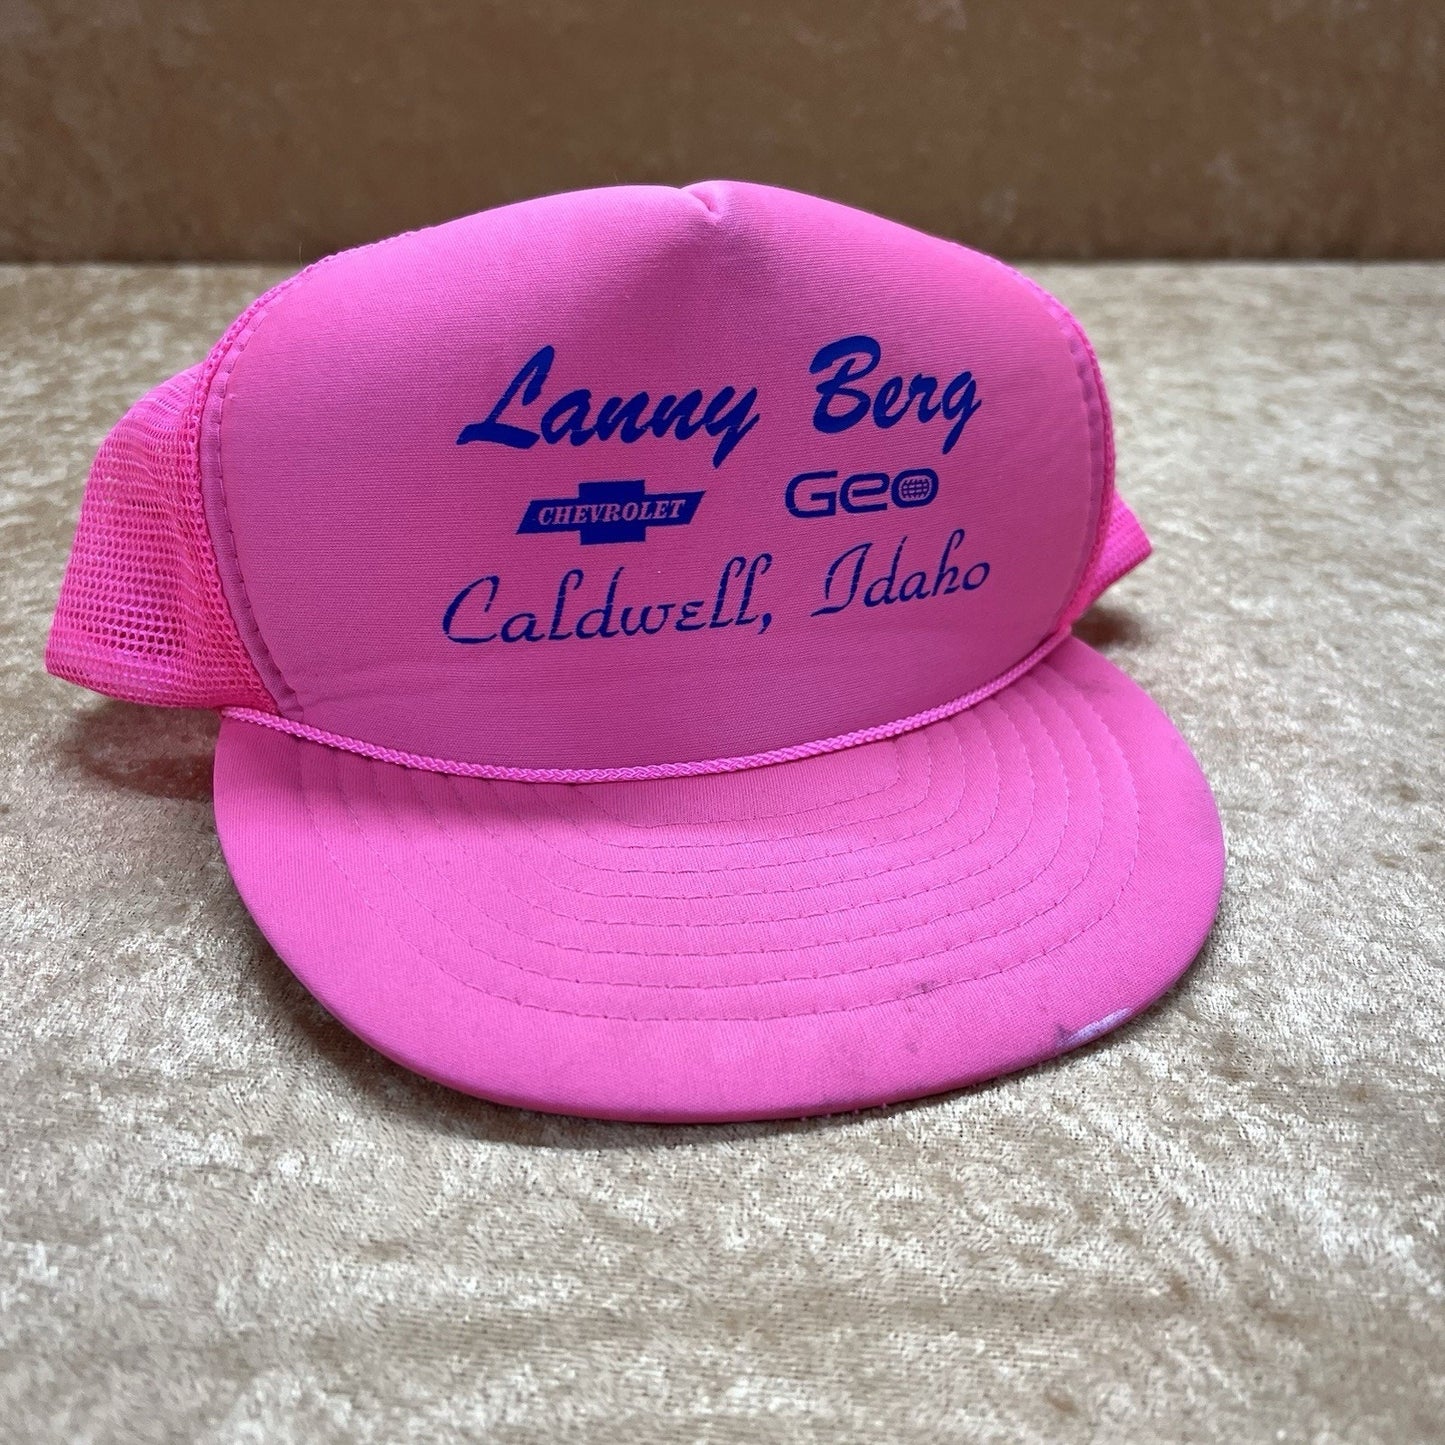 Lanny Berg
CHEVROLET Geo
Caldwell, Idaho